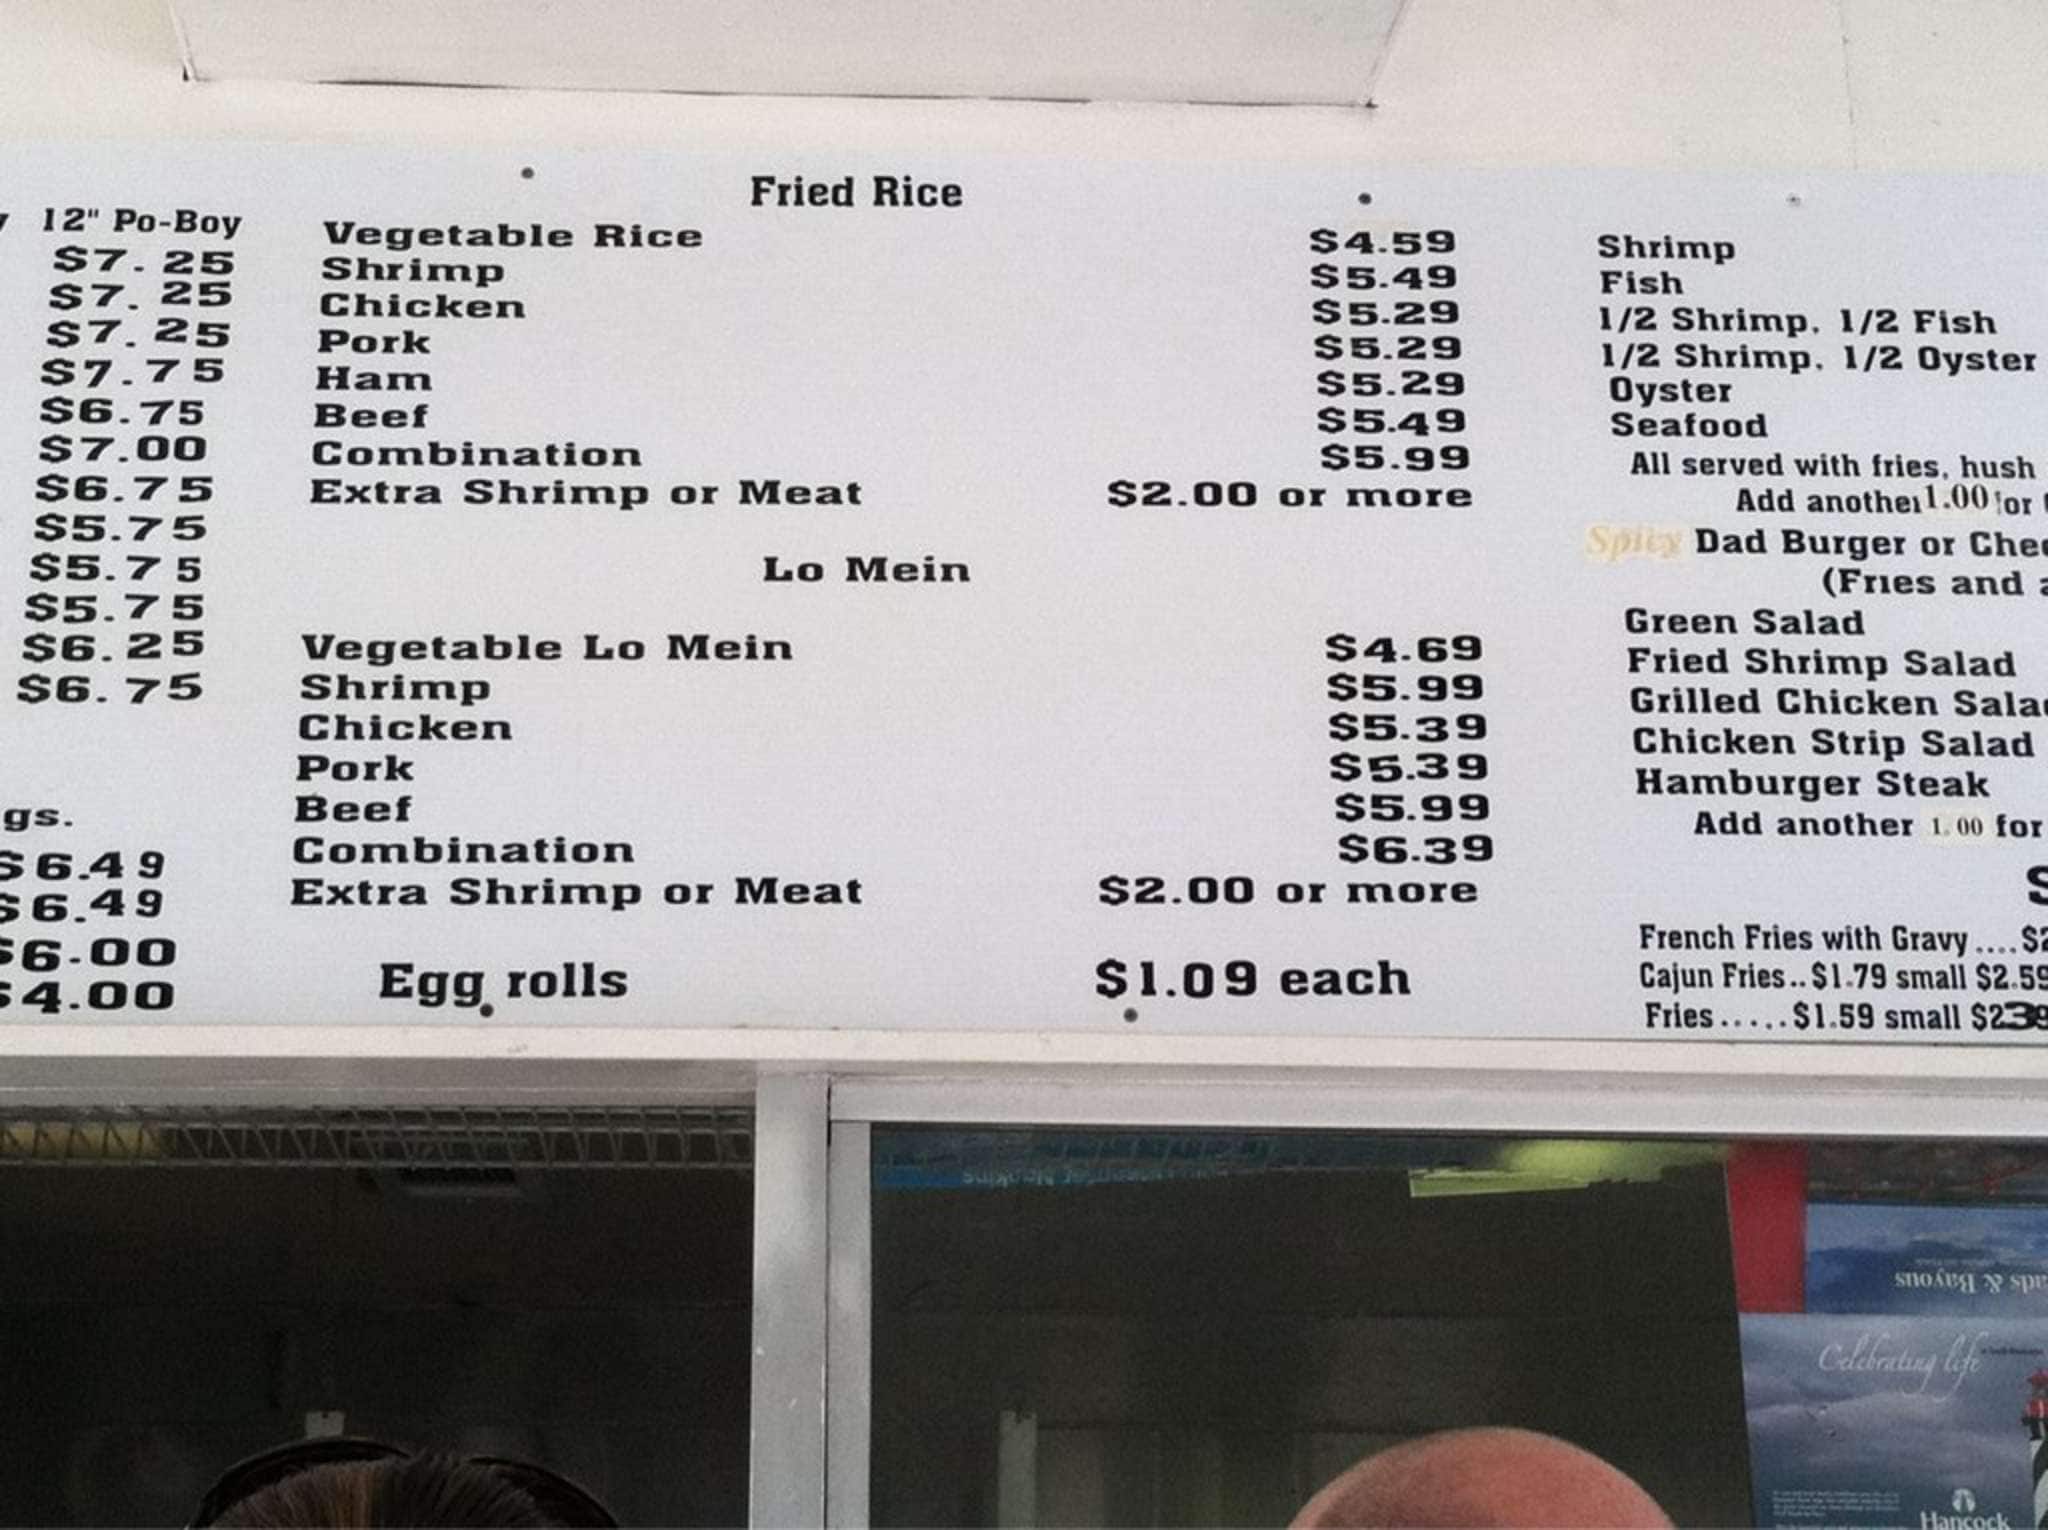 12" Po-Boy
$7.25
$7.25
$7.25
$7.75
$6.75
$7.00
$6.75
$5.75
$5.75
$5.75
$6.25
$6.75
gs.
$6.49
$6.49
$6.00
$4.00
Fried Rice
Vegetable Rice $4.59
Shrimp $5.49
Chicken $5.29
Pork $5.29
Ham $5.29
Beef $5.49
Combination $5.99
Extra Shrimp or Meat $2.00 or more
Lo Mein
Vegetable Lo Mein $4.69
Shrimp $5.99
Chicken $5.39
Pork $5.39
Beef $5.99
Combination $6.39
Extra Shrimp or Meat $2.00 or more
Egg rolls $1.09 each
Shrimp
Fish
1/2 Shrimp, 1/2 Fish
1/2 Shrimp, 1/2 Oyster
Oyster
Seafood
All served with fries, hush
Add another 1.00 for
Spicy Dad Burger or Chee
(Fries and a
Green Salad
Fried Shrimp Salad
Grilled Chicken Salad
Chicken Strip Salad
Hamburger Steak
Add another 1.00 for
S
French Fries with Gravy ....$2
Cajun Fries..$1.79 small $2.59
Fries.....$1.59 small $2.39
ads & Bayous
Celebrating life
Hancock